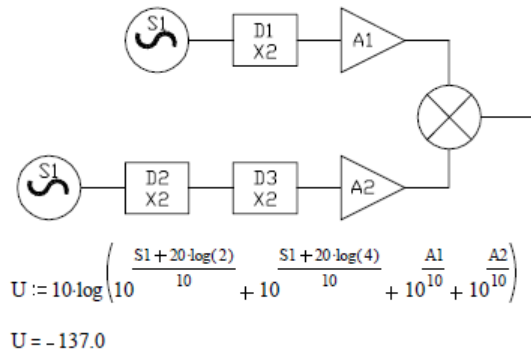 S1
D1
X2
A1
S1
D2
X2
D3
X2
A2
U := 10·log(10^((S1 + 20·log(2))/10) + 10^((S1 + 20·log(4))/10) + 10^(A1/10) + 10^(A2/10))
U = -137.0